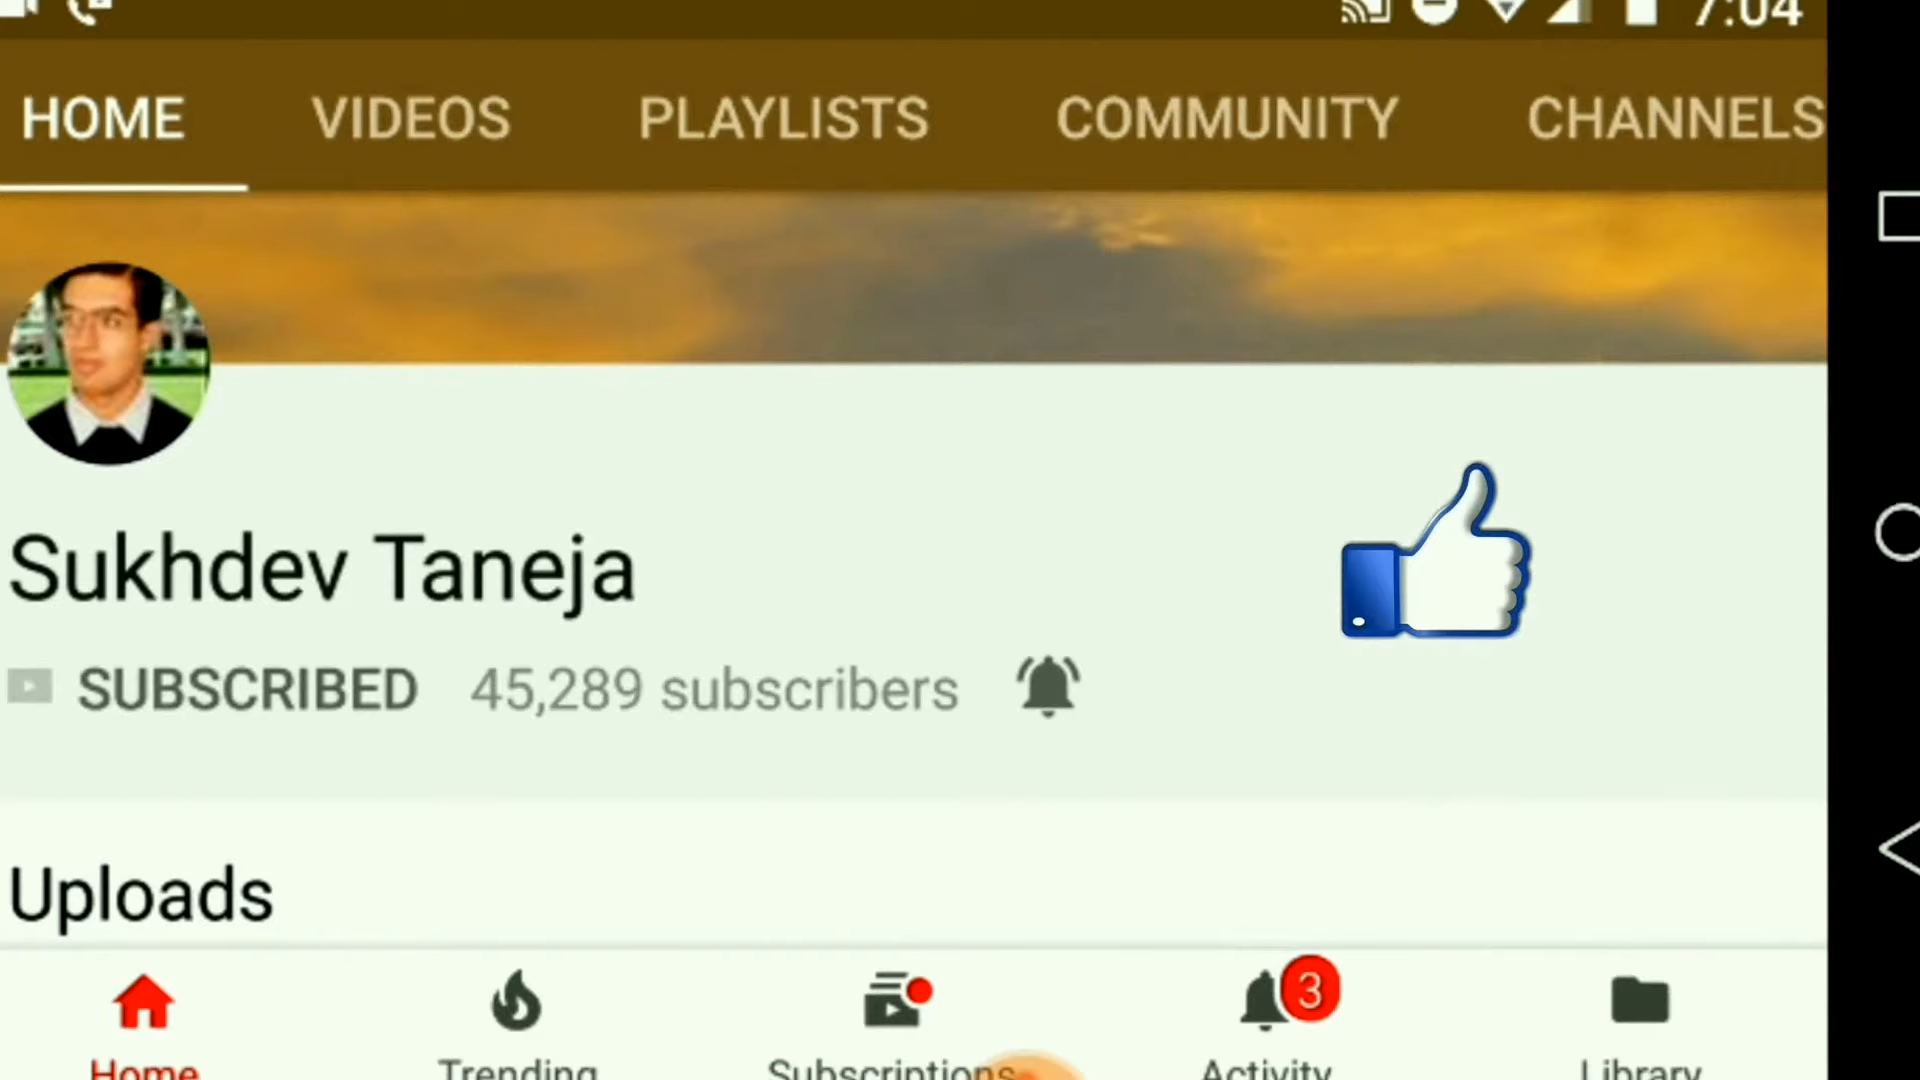 7:04
HOME VIDEOS PLAYLISTS COMMUNITY CHANNELS
Sukhdev Taneja
SUBSCRIBED 45,289 subscribers
Uploads
3
Home Trending Subscriptions Activity Library